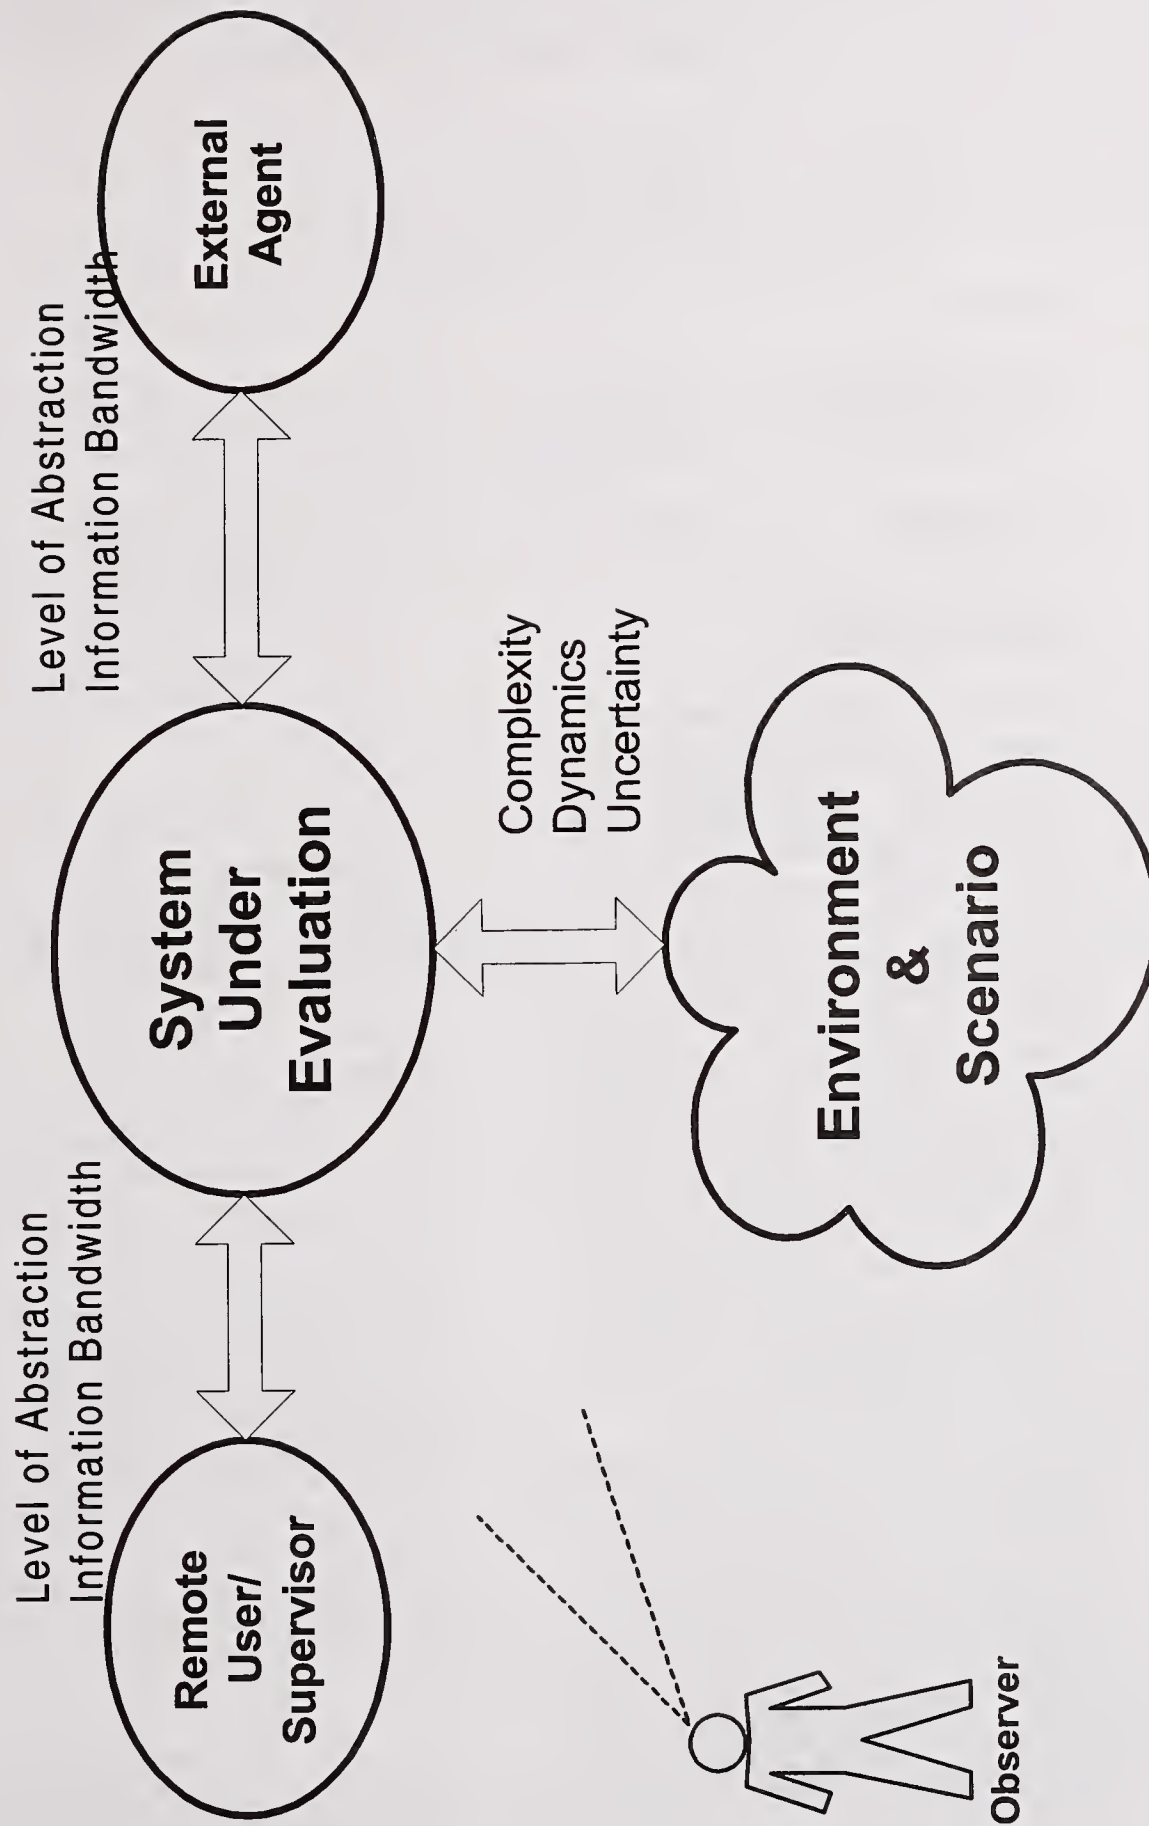 Level of Abstraction
Information Bandwidth
Level of Abstraction
Information Bandwidth
Remote
User/
Supervisor
System
Under
Evaluation
External
Agent
Complexity
Dynamics
Uncertainty
Environment
&
Scenario
Observer